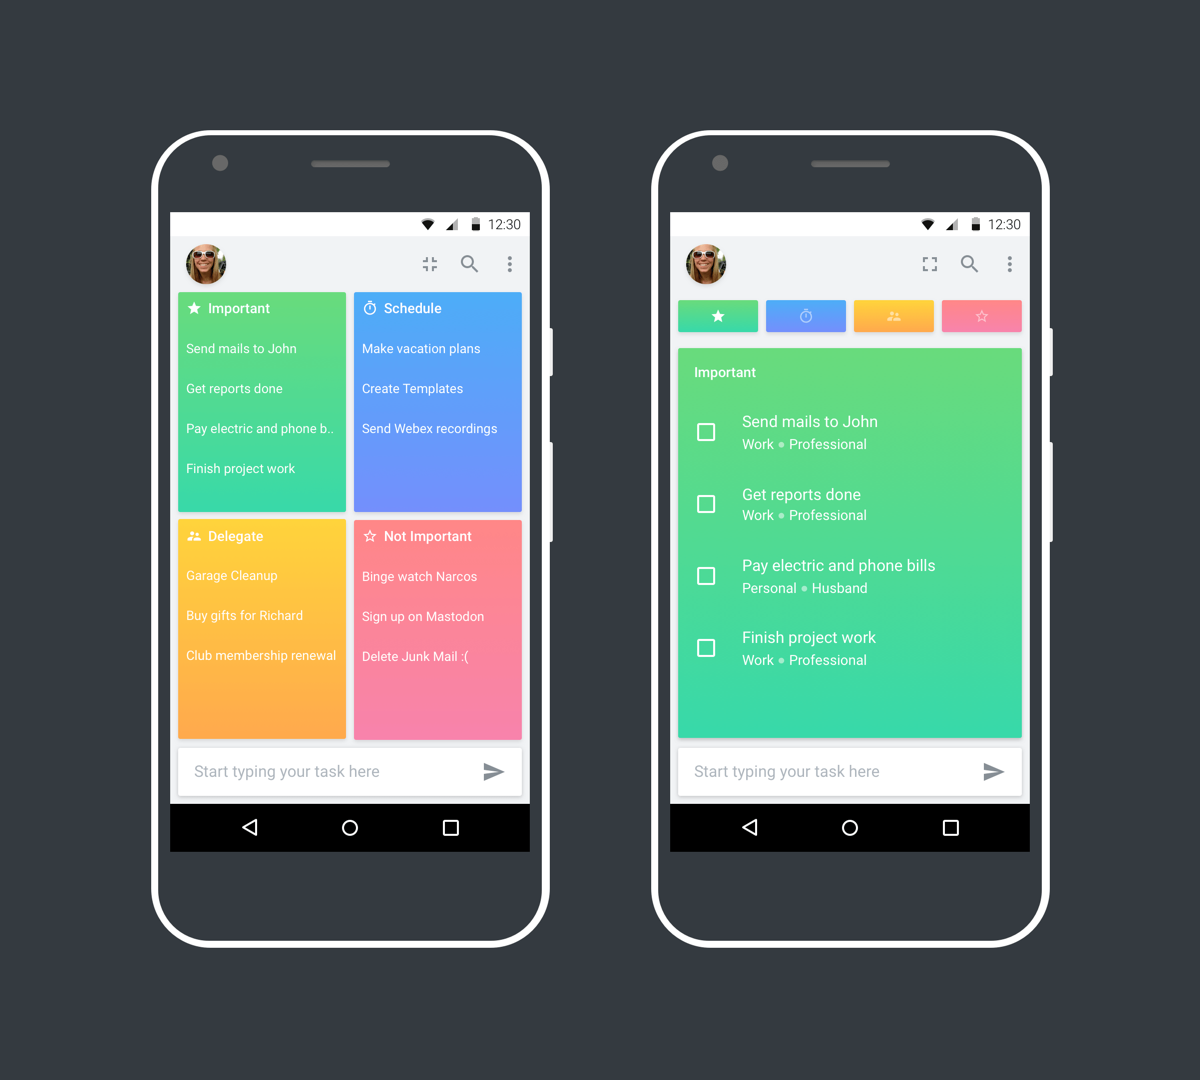 12:30
Important
Send mails to John
Get reports done
Pay electric and phone b..
Finish project work
Schedule
Make vacation plans
Create Templates
Send Webex recordings
Delegate
Garage Cleanup
Buy gifts for Richard
Club membership renewal
Not Important
Binge watch Narcos
Sign up on Mastodon
Delete Junk Mail :(
Start typing your task here
12:30
Important
Send mails to John
Work • Professional
Get reports done
Work • Professional
Pay electric and phone bills
Personal • Husband
Finish project work
Work • Professional
Start typing your task here